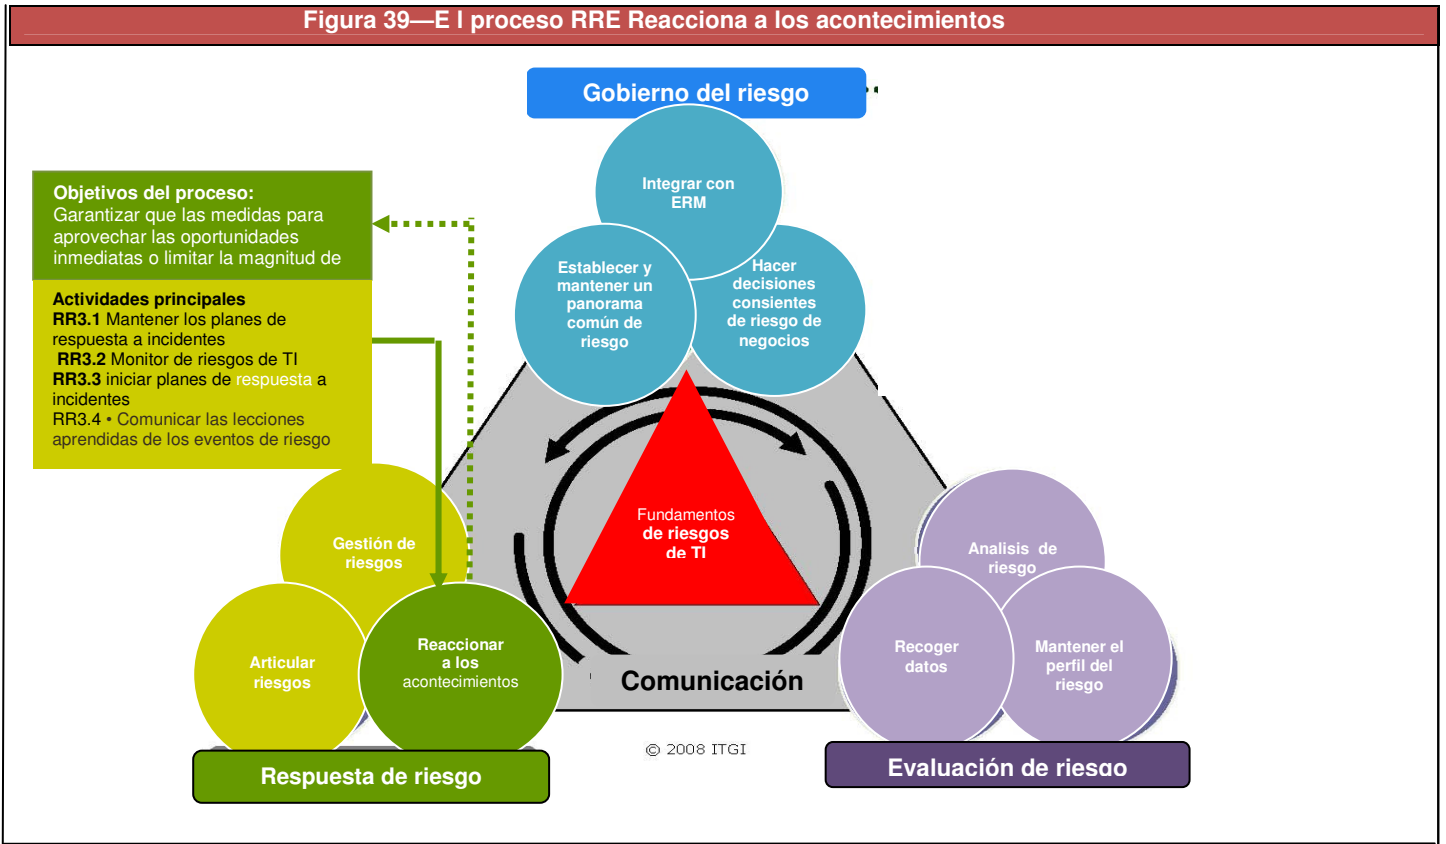 Figura 39—E l proceso RRE Reacciona a los acontecimientos
Gobierno del riesgo
Integrar con
ERM
Establecer y
mantener un
panorama
común de
riesgo
Hacer
decisiones
consientes
de riesgo de
negocios
Objetivos del proceso:
Garantizar que las medidas para
aprovechar las oportunidades
inmediatas o limitar la magnitud de
Actividades principales
RR3.1 Mantener los planes de
respuesta a incidentes
RR3.2 Monitor de riesgos de TI
RR3.3 iniciar planes de respuesta a
incidentes
RR3.4 • Comunicar las lecciones
aprendidas de los eventos de riesgo
Fundamentos
de riesgos
de TI
Gestión de
riesgos
Articular
riesgos
Reaccionar
a los
acontecimientos
Respuesta de riesgo
Comunicación
© 2008 ITGI
Analisis de
riesgo
Recoger
datos
Mantener el
perfil del
riesgo
Evaluación de riesgo